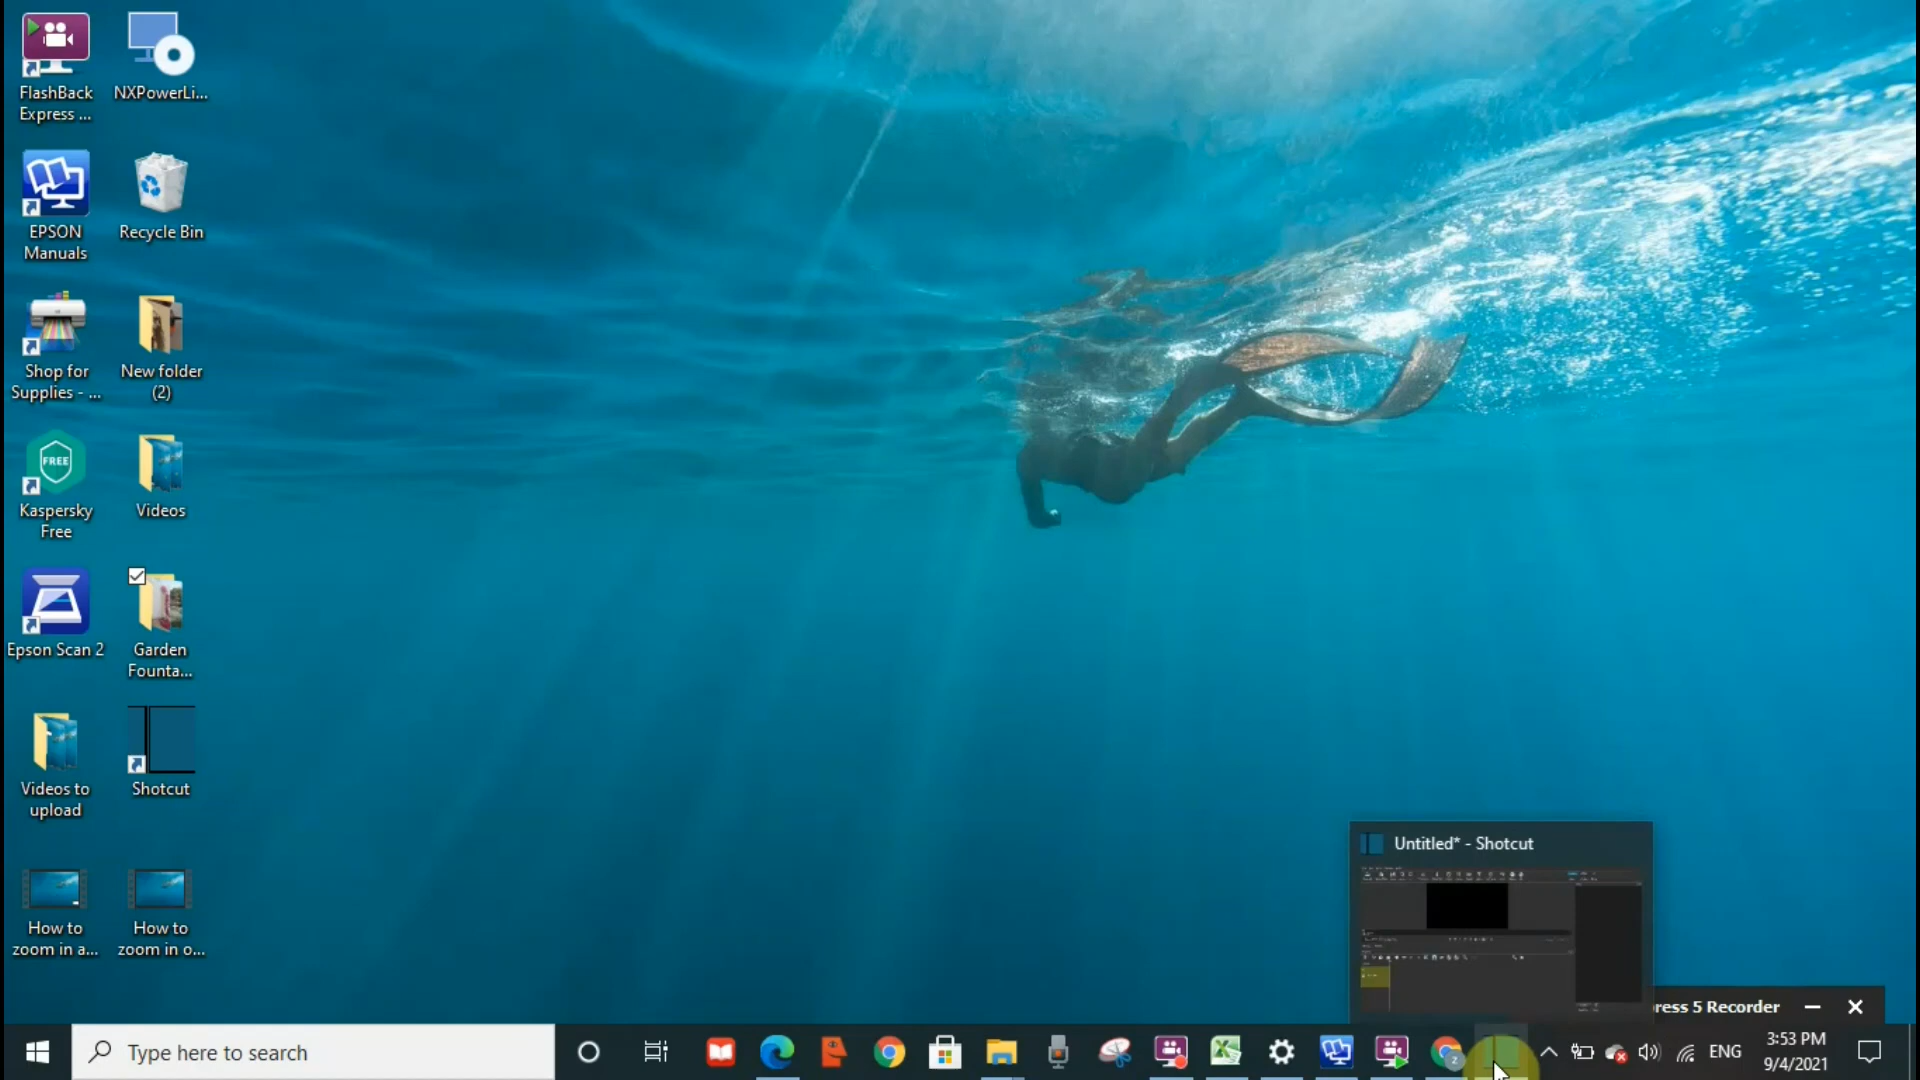 FlashBack
Express ...
NXPowerLi...
EPSON
Manuals
Recycle Bin
Shop for
Supplies - ...
New folder
(2)
FREE
Kaspersky
Free
Videos
Epson Scan 2
Garden
Founta...
Videos to
upload
Shotcut
How to
zoom in a...
How to
zoom in o...
Untitled* - Shotcut
ress 5 Recorder
Type here to search
2
ENG
3:53 PM
9/4/2021